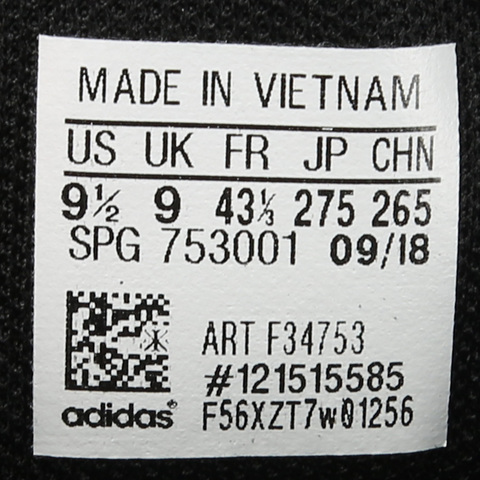 MADE IN VIETNAM
US UK FR JP CHN
9½ 9 43⅓ 275 265
SPG 753001 09/18
ART F34753
#121515585
adidas® F56XZT7w01256